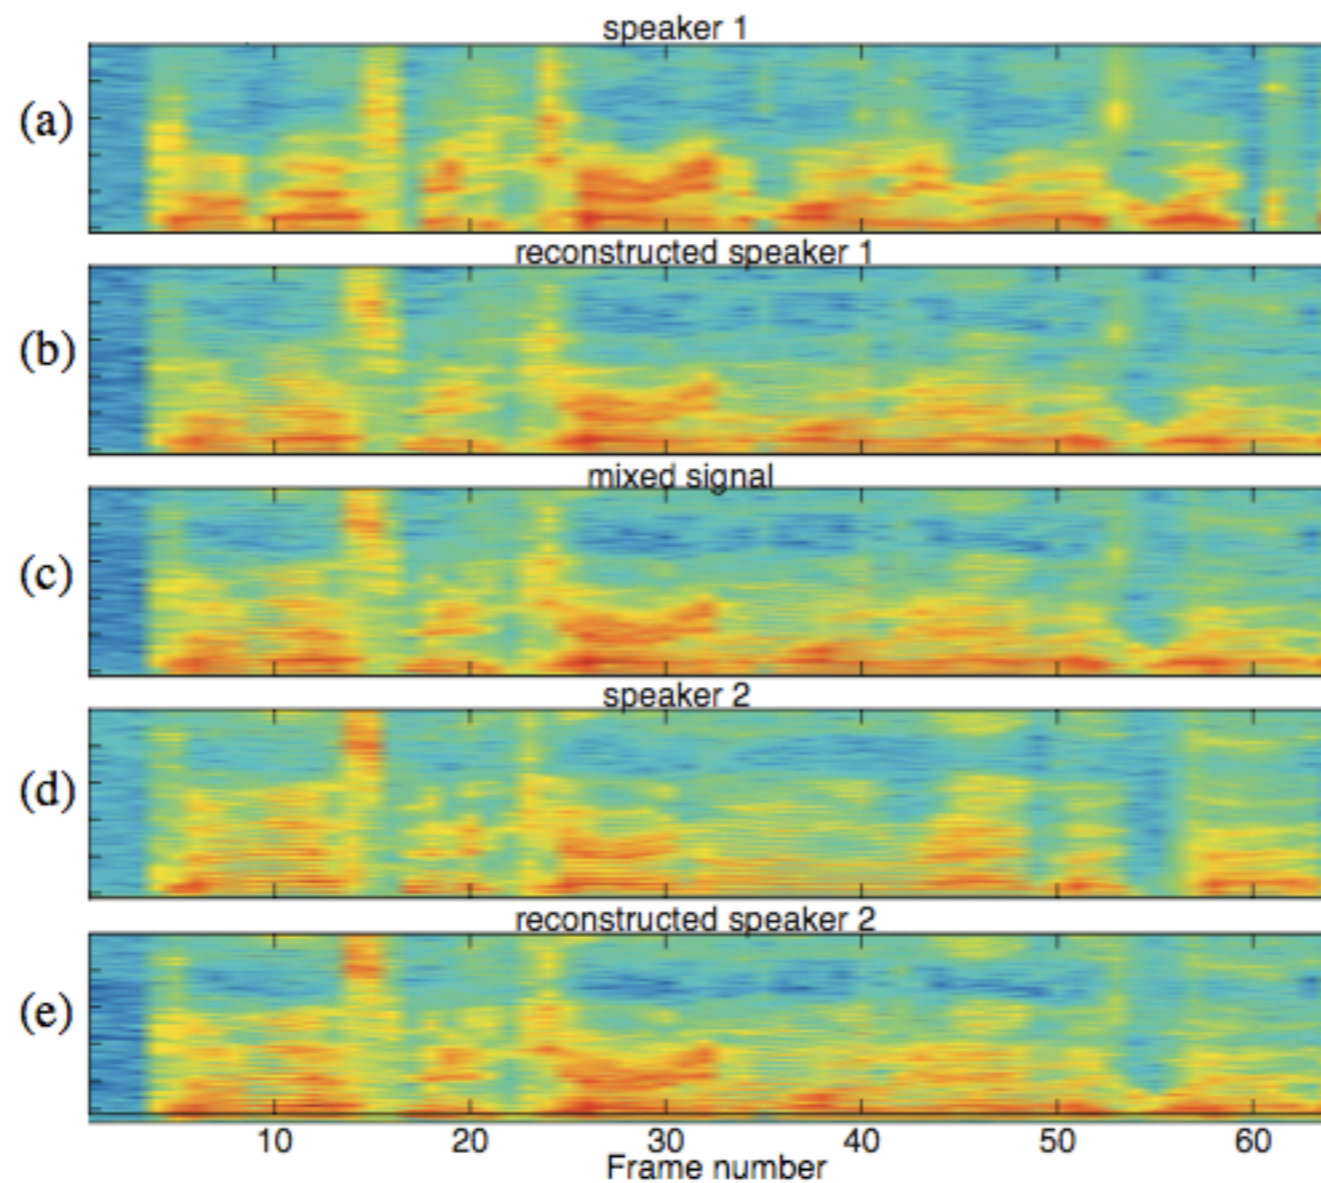 speaker 1
(a)
reconstructed speaker 1
(b)
mixed signal
(c)
speaker 2
(d)
reconstructed speaker 2
(e)
10 20 30 40 50 60
Frame number